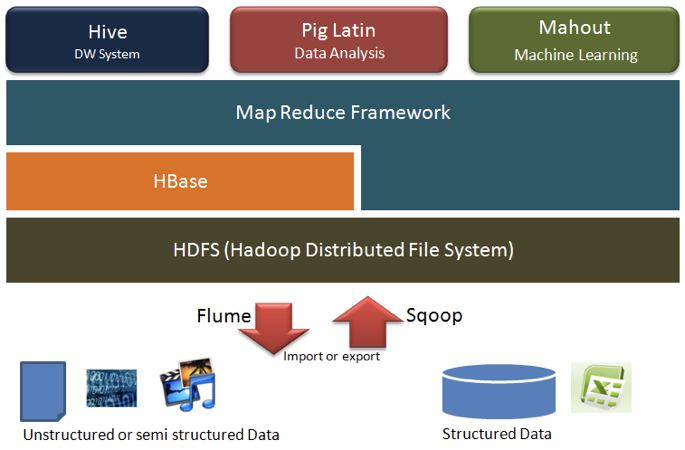 Hive
DW System
Pig Latin
Data Analysis
Mahout
Machine Learning
Map Reduce Framework
HBase
HDFS (Hadoop Distributed File System)
Flume
Sqoop
Import or export
Unstructured or semi structured Data
Structured Data